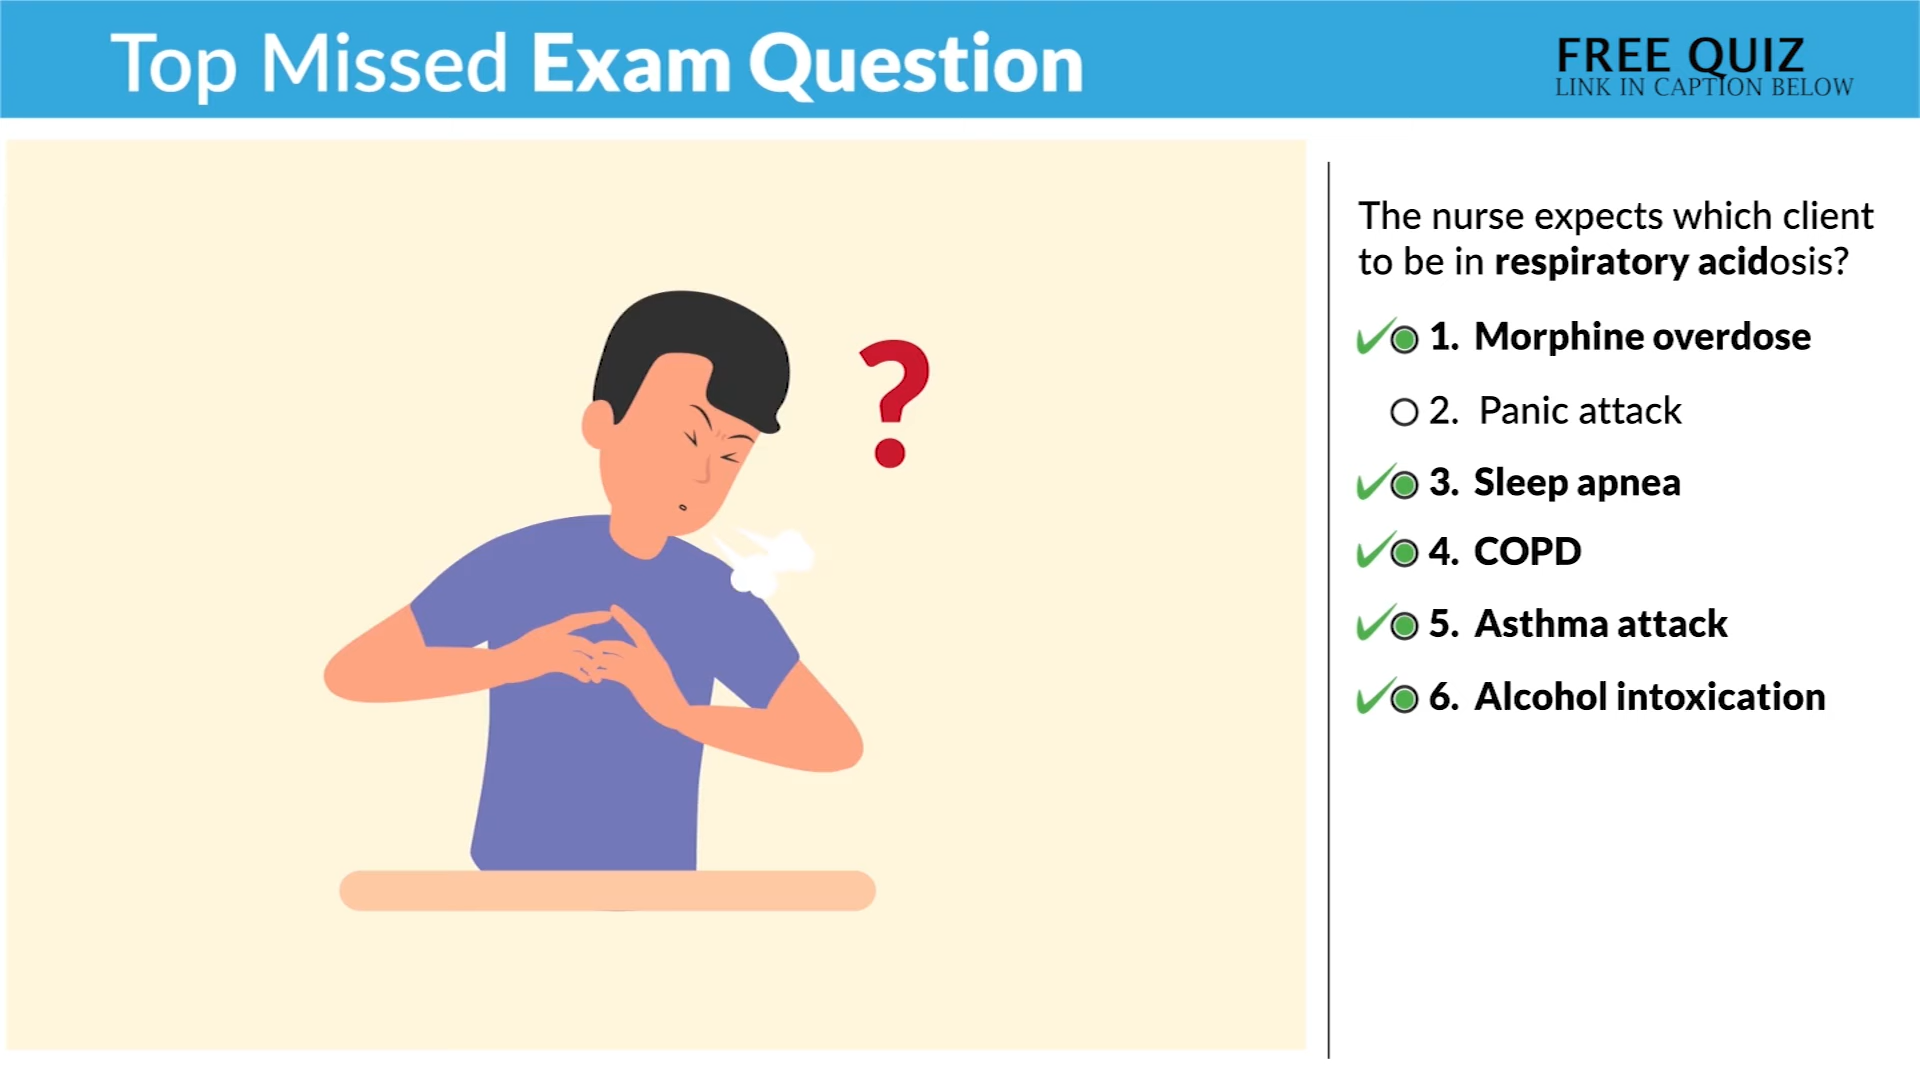 Top Missed Exam Question
FREE QUIZ
LINK IN CAPTION BELOW
?
The nurse expects which client
to be in respiratory acidosis?
1. Morphine overdose
2. Panic attack
3. Sleep apnea
4. COPD
5. Asthma attack
6. Alcohol intoxication